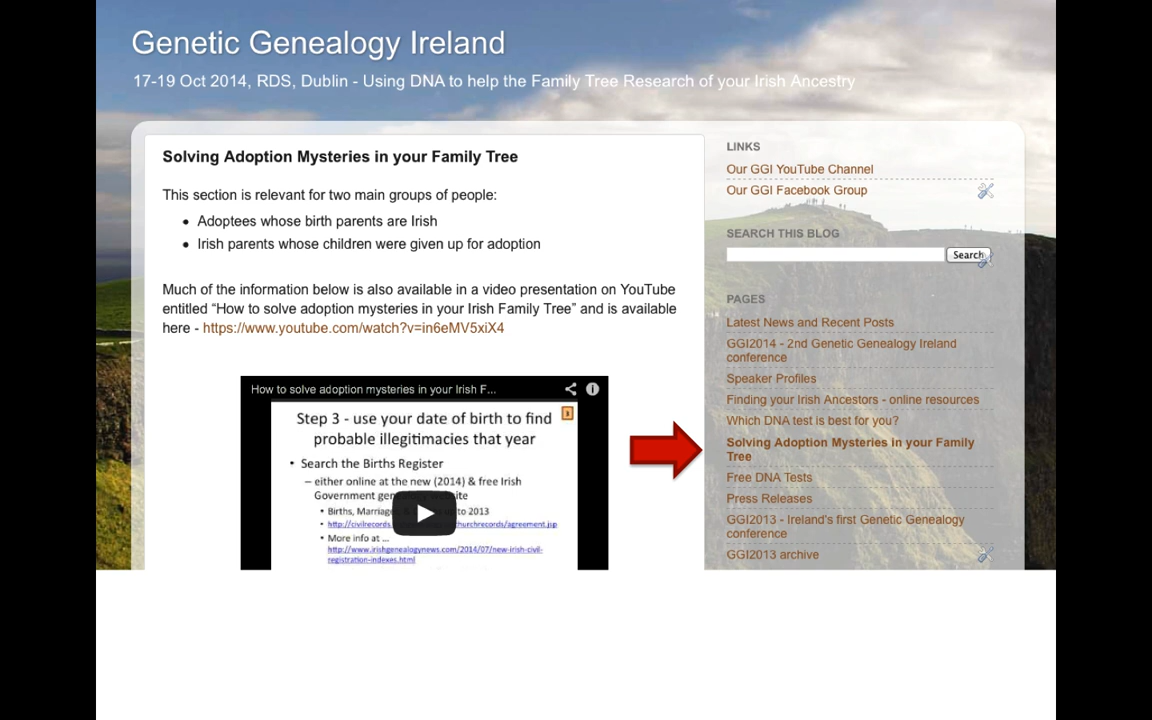 Genetic Genealogy Ireland
17-19 Oct 2014, RDS, Dublin - Using DNA to help the Family Tree Research of your Irish Ancestry
Solving Adoption Mysteries in your Family Tree
This section is relevant for two main groups of people:
• Adoptees whose birth parents are Irish
• Irish parents whose children were given up for adoption
Much of the information below is also available in a video presentation on YouTube
entitled “How to solve adoption mysteries in your Irish Family Tree” and is available
here - https://www.youtube.com/watch?v=in6eMV5xiX4
How to solve adoption mysteries in your Irish F...
Step 3 - use your date of birth to find
probable illegitimacies that year
3
• Search the Births Register
– either online at the new (2014) & free Irish
Government
• Births, to 2013
• http://civilrecords.
• More info at ...
http://www.irishgenealogynews.com/2014/07/new-irish-civil-
registration-indexes.html
LINKS
Our GGI YouTube Channel
Our GGI Facebook Group
SEARCH THIS BLOG
Search
PAGES
Latest News and Recent Posts
GGI2014 - 2nd Genetic Genealogy Ireland
conference
Speaker Profiles
Finding your Irish Ancestors - online resources
Which DNA test is best for you?
Solving Adoption Mysteries in your Family
Tree
Free DNA Tests
Press Releases
GGI2013 - Ireland's first Genetic Genealogy
conference
GGI2013 archive